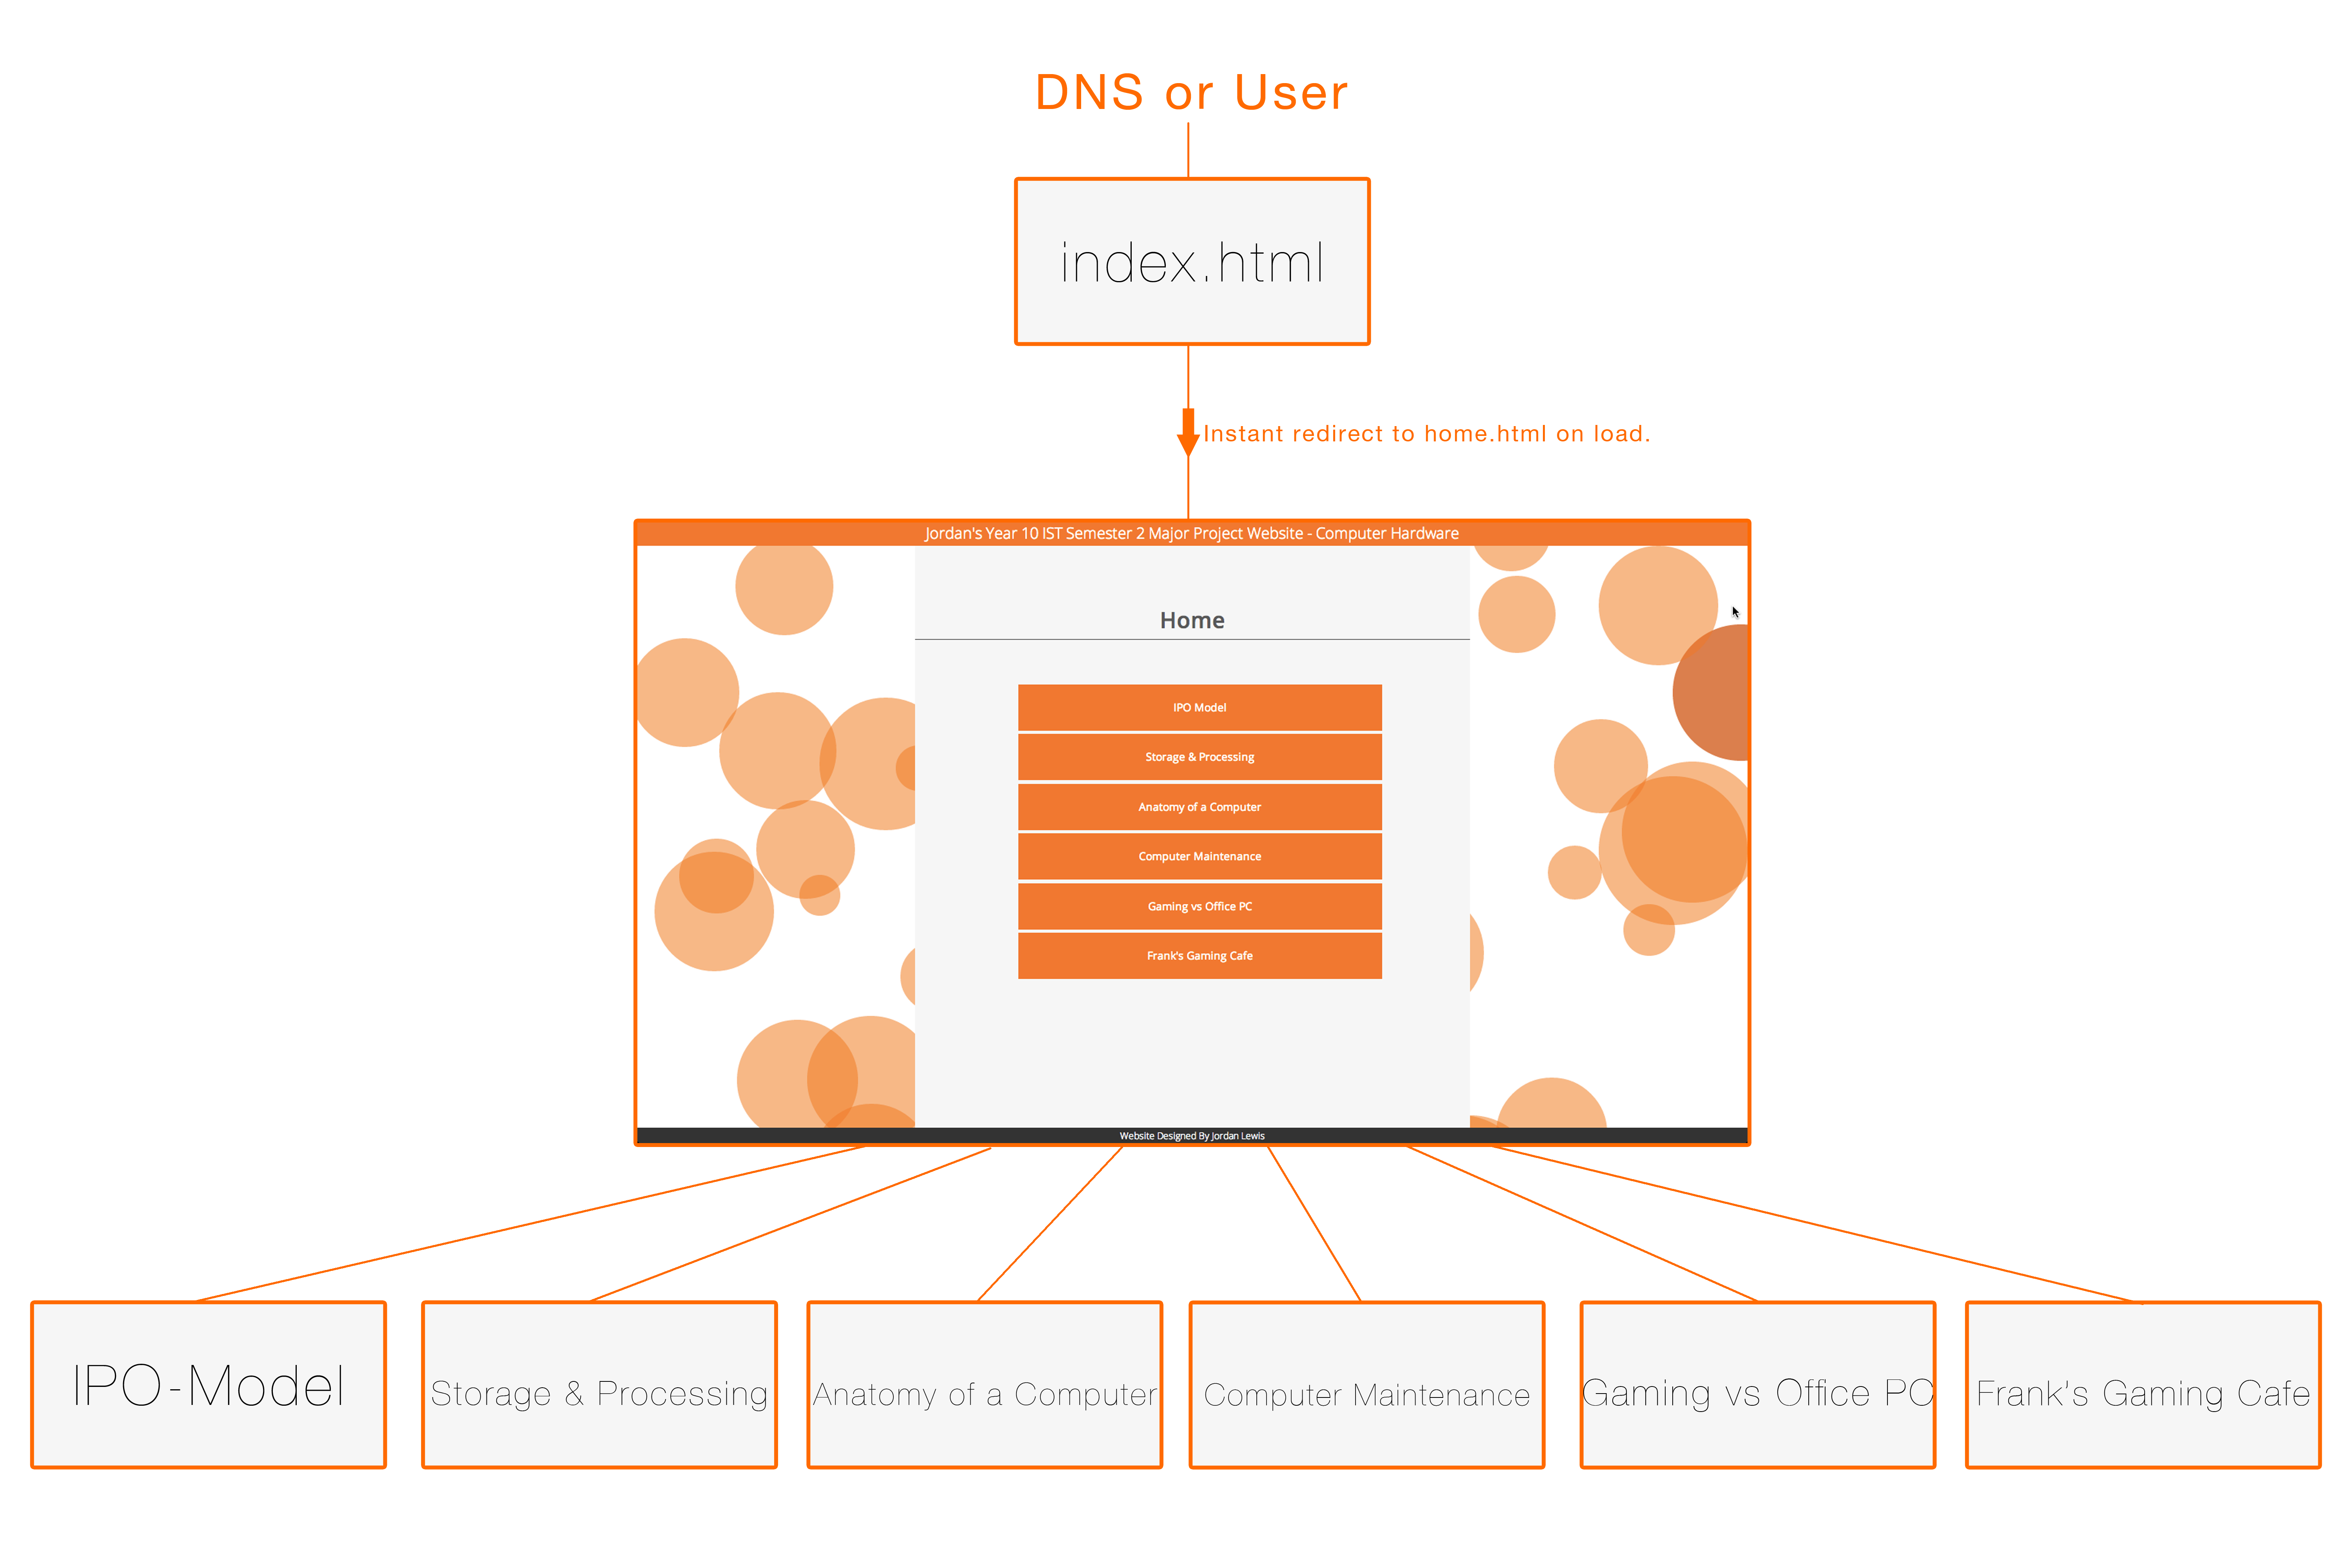 DNS or User
index.html
Instant redirect to home.html on load.
Jordan's Year 10 IST Semester 2 Major Project Website - Computer Hardware
Home
IPO Model
Storage & Processing
Anatomy of a Computer
Computer Maintenance
Gaming vs Office PC
Frank's Gaming Cafe
Website Designed By Jordan Lewis
IPO-Model
Storage & Processing
Anatomy of a Computer
Computer Maintenance
Gaming vs Office PC
Frank's Gaming Cafe